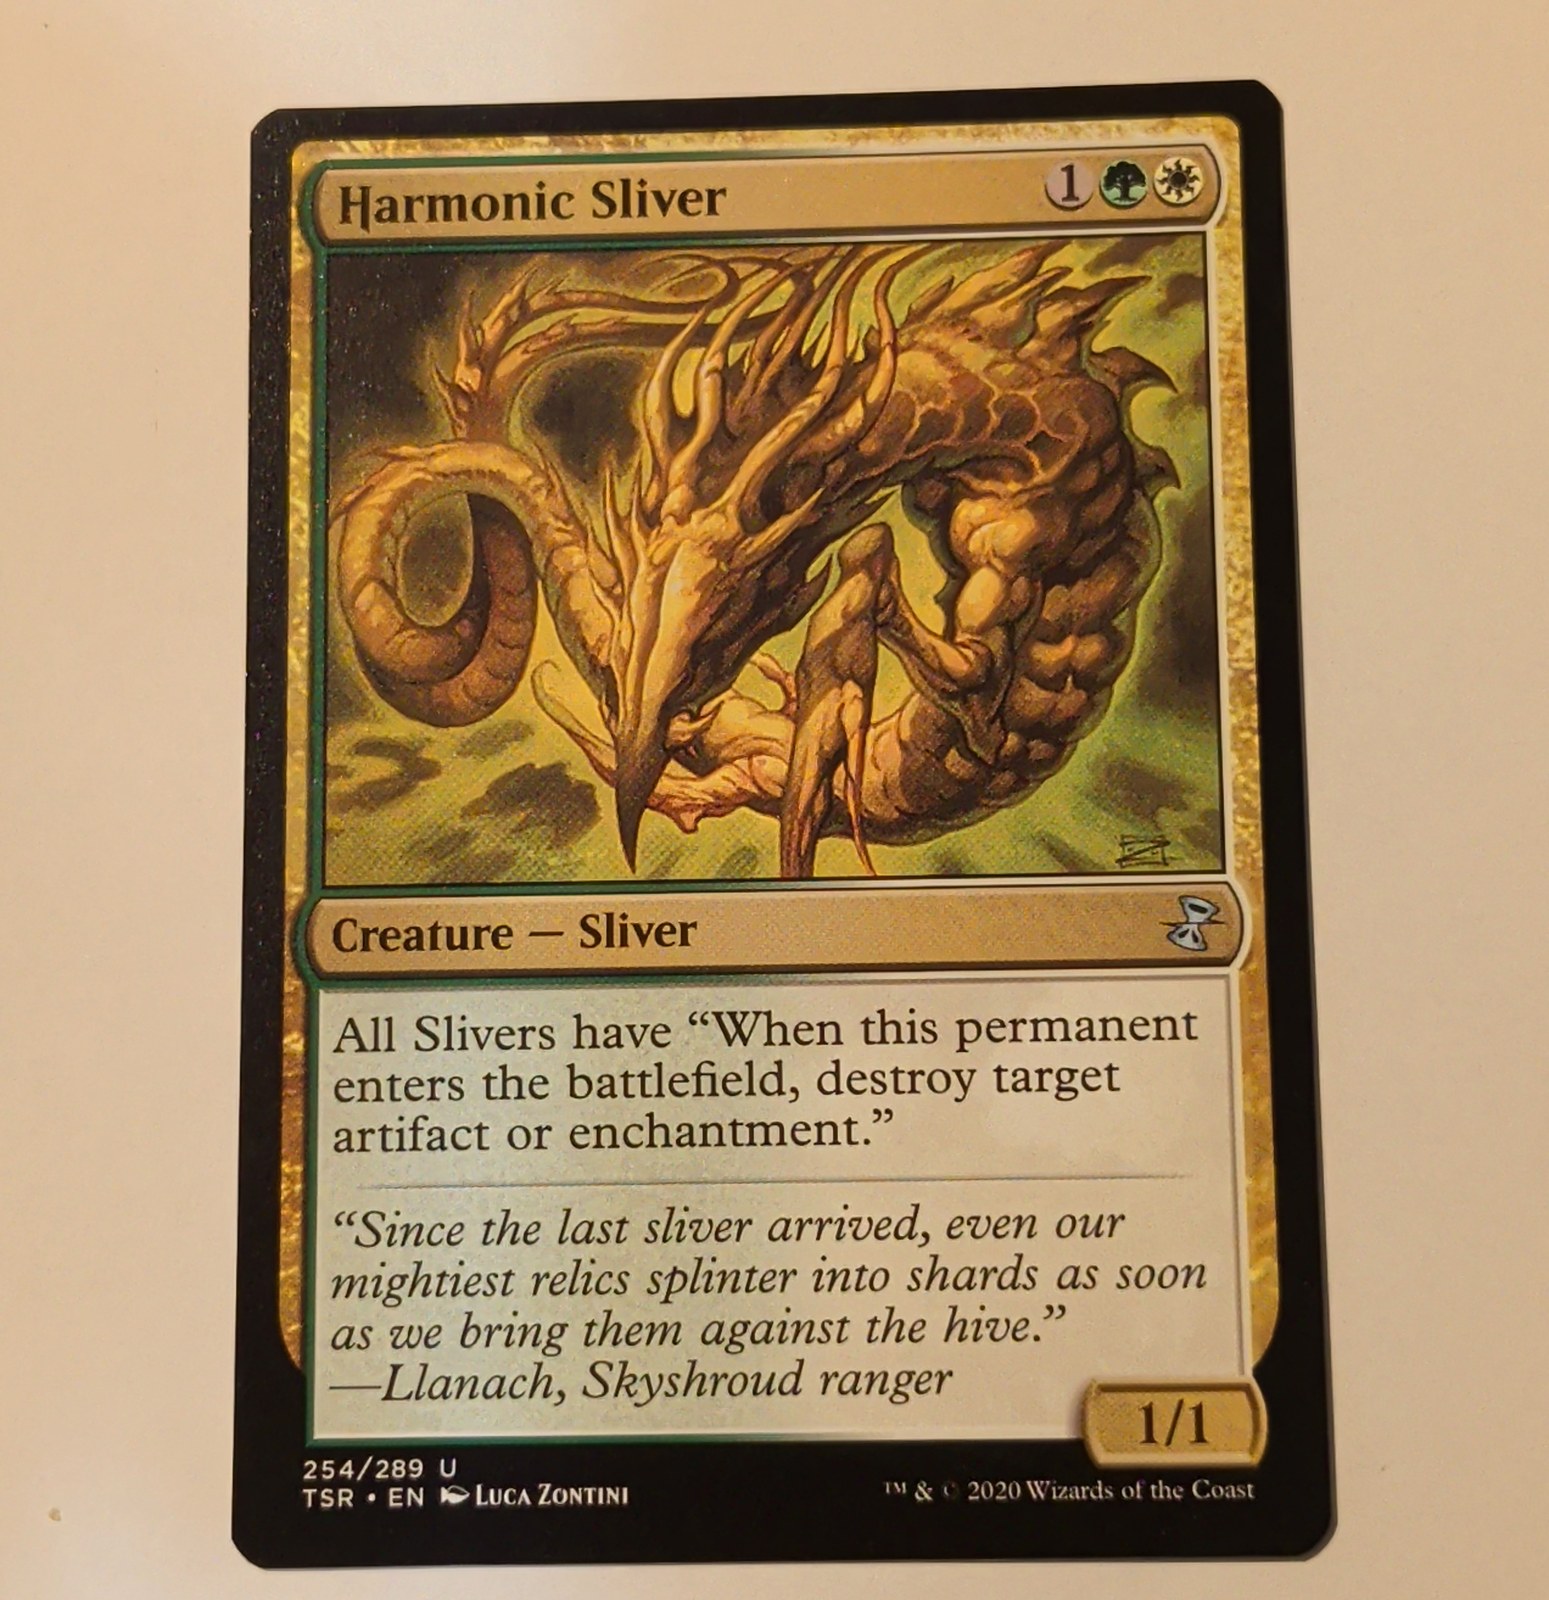 Harmonic Sliver 1
Creature — Sliver
All Slivers have “When this permanent
enters the battlefield, destroy target
artifact or enchantment.”
“Since the last sliver arrived, even our
mightiest relics splinter into shards as soon
as we bring them against the hive.”
—Llanach, Skyshroud ranger
1/1
254/289 U
TSR • EN Luca Zontini
™ & © 2020 Wizards of the Coast